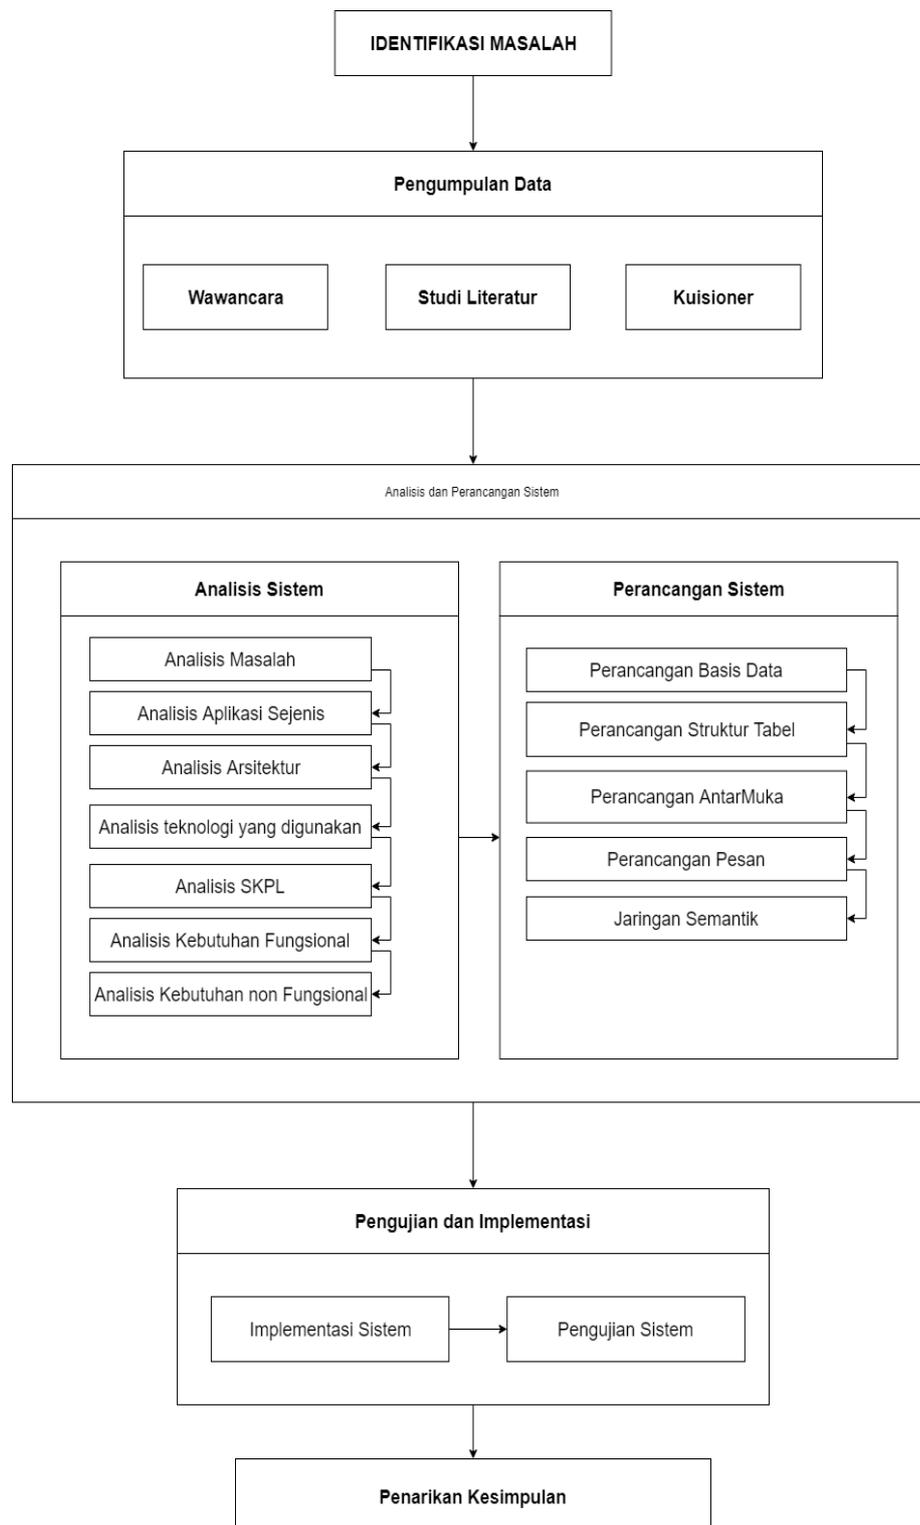 IDENTIFIKASI MASALAH
Pengumpulan Data
Wawancara
Studi Literatur
Kuisioner
Analisis dan Perancangan Sistem
Analisis Sistem
Analisis Masalah
Analisis Aplikasi Sejenis
Analisis Arsitektur
Analisis teknologi yang digunakan
Analisis SKPL
Analisis Kebutuhan Fungsional
Analisis Kebutuhan non Fungsional
Perancangan Sistem
Perancangan Basis Data
Perancangan Struktur Tabel
Perancangan AntarMuka
Perancangan Pesan
Jaringan Semantik
Pengujian dan Implementasi
Implementasi Sistem
Pengujian Sistem
Penarikan Kesimpulan